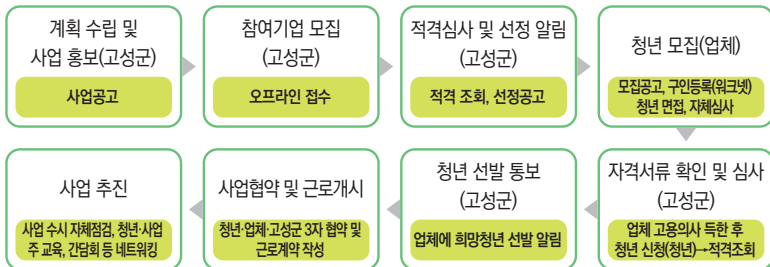 계획 수립 및
사업 홍보(고성군)
사업공고
참여기업 모집
(고성군)
오프라인 접수
적격심사 및 선정 알림
(고성군)
적격 조회, 선정공고
청년 모집(업체)
모집공고, 구인등록(워크넷)
청년 면접, 자체심사
자격서류 확인 및 심사
(고성군)
업체 고용의사 득한 후
청년 신청(청년)→적격조회
청년 선발 통보
(고성군)
업체에 희망청년 선발 알림
사업협약 및 근로개시
청년·업체·고성군 3자 협약 및
근로계약 작성
사업 추진
사업 수시 자체점검, 청년·사업
주 교육, 간담회 등 네트워킹